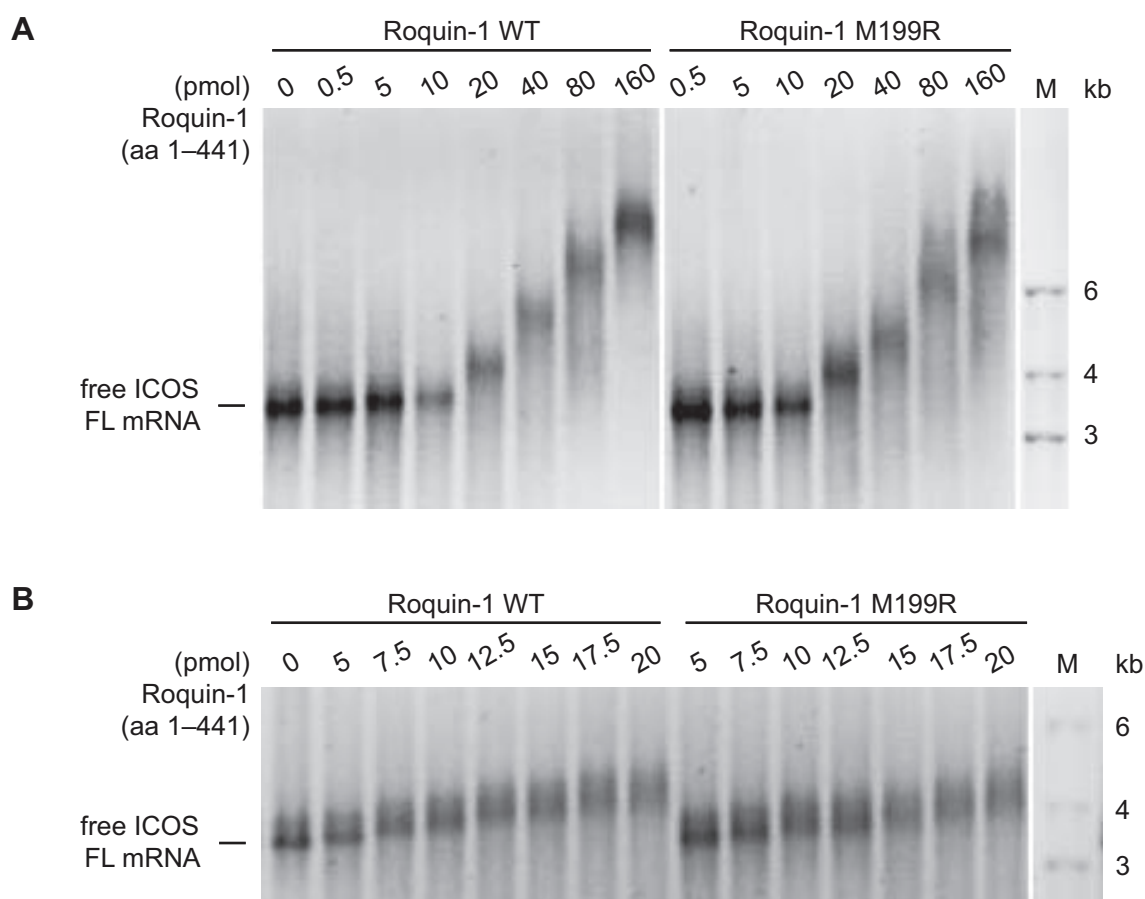 A
Roquin-1 WT
Roquin-1 M199R
(pmol) 0 0.5 5 10 20 40 80 160 0.5 5 10 20 40 80 160 M kb
Roquin-1
(aa 1–441)
6
free ICOS
FL mRNA
4
3
B
Roquin-1 WT
Roquin-1 M199R
(pmol) 0 5 7.5 10 12.5 15 17.5 20 5 7.5 10 12.5 15 17.5 20 M kb
Roquin-1
(aa 1–441)
6
free ICOS
FL mRNA
4
3